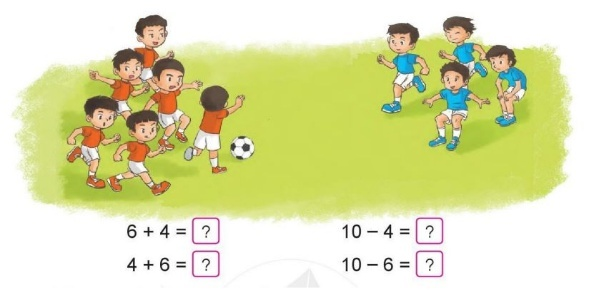 6 + 4 = ? 10 – 4 = ?
4 + 6 = ? 10 – 6 = ?